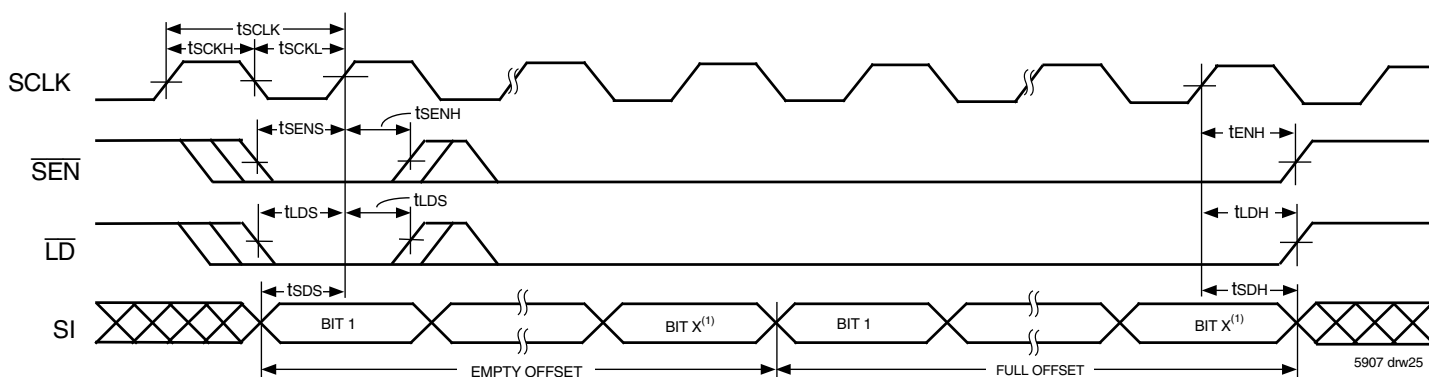 tSCLK
tSCKH tSCKL
SCLK
tSENS tSENH tENH
SEN
tLDS tLDS tLDH
LD
tSDS tSDH
SI BIT 1 BIT X(1) BIT 1 BIT X(1)
EMPTY OFFSET FULL OFFSET 5907 drw25